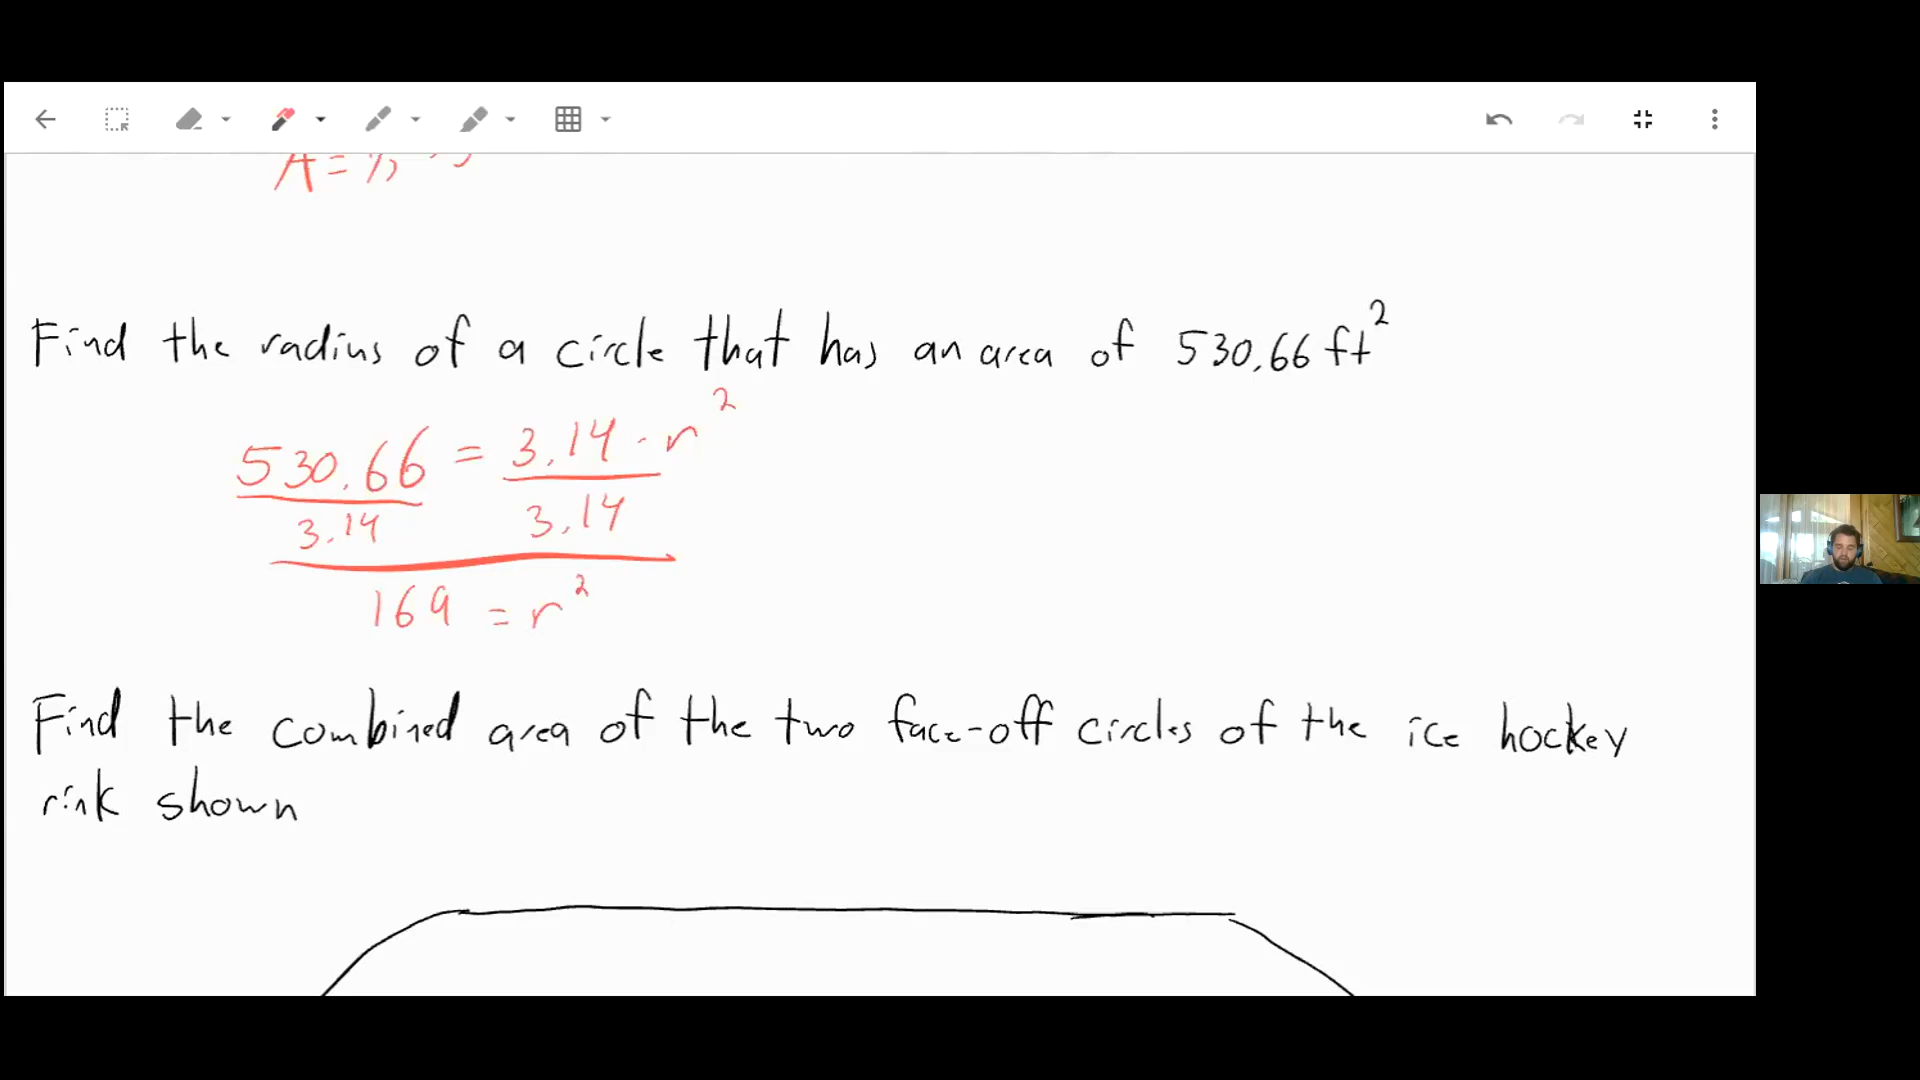 Find the radius of a circle that has an area of 530.66 ft²
530.66 = 3.14 · r²
3.14 3.14
169 = r²
Find the combined area of the two face-off circles of the ice hockey
rink shown